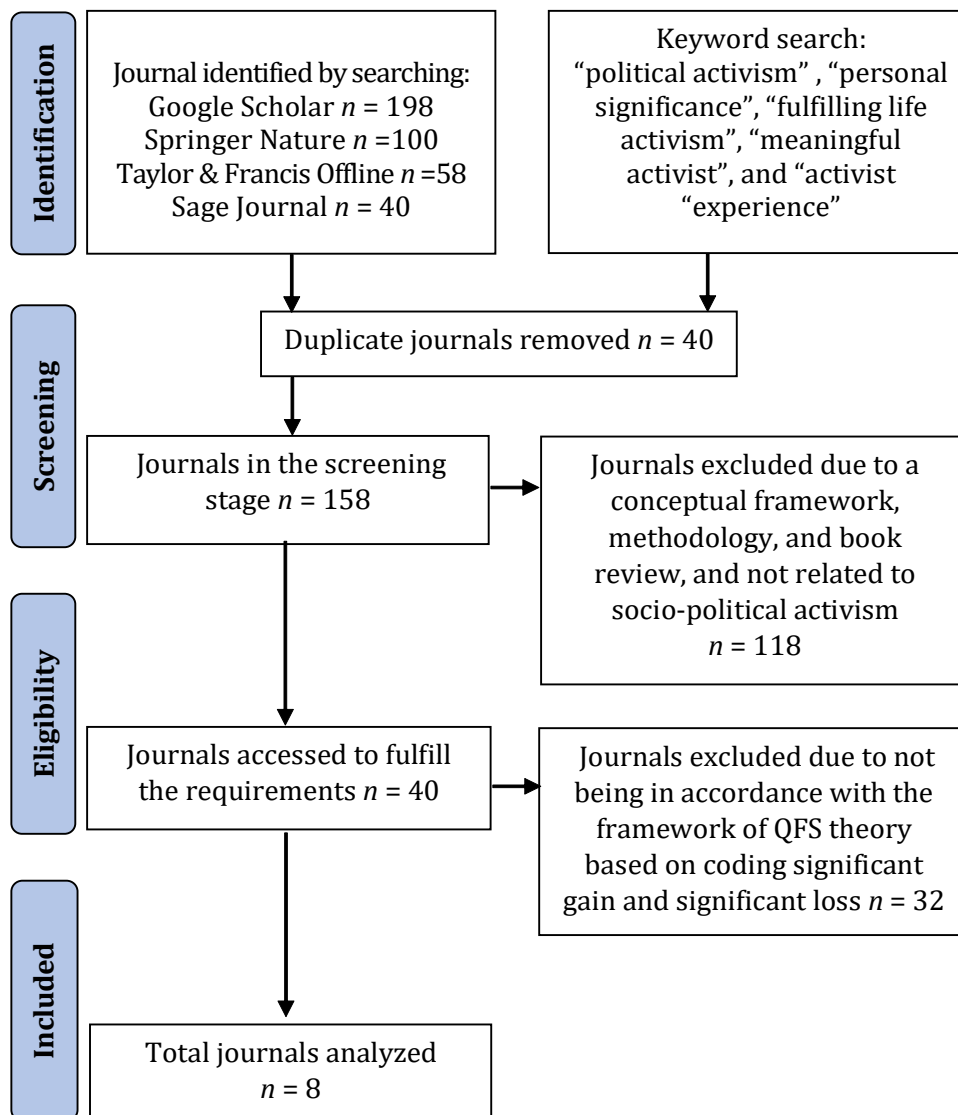 Identification
Journal identified by searching:
Google Scholar n = 198
Springer Nature n =100
Taylor & Francis Offline n =58
Sage Journal n = 40
Keyword search:
“political activism” , “personal
significance”, “fulfilling life
activism”, “meaningful
activist”, and “activist
“experience”
Screening
Duplicate journals removed n = 40
Journals in the screening
stage n = 158
Journals excluded due to a
conceptual framework,
methodology, and book
review, and not related to
socio-political activism
n = 118
Eligibility
Journals accessed to fulfill
the requirements n = 40
Journals excluded due to not
being in accordance with the
framework of QFS theory
based on coding significant
gain and significant loss n = 32
Included
Total journals analyzed
n = 8